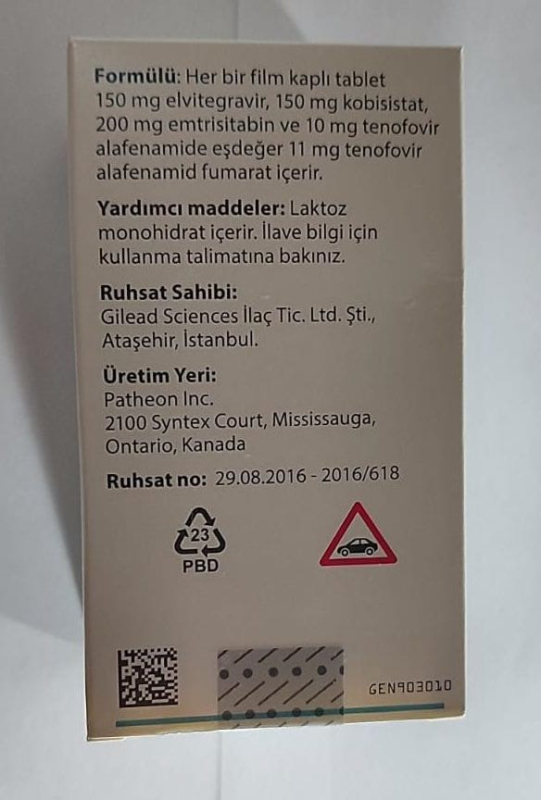 Formülü: Her bir film kaplı tablet
150 mg elvitegravir, 150 mg kobisistat,
200 mg emtrisitabin ve 10 mg tenofovir
alafenamide eşdeğer 11 mg tenofovir
alafenamid fumarat içerir.
Yardımcı maddeler: Laktoz
monohidrat içerir. İlave bilgi için
kullanma talimatına bakınız.
Ruhsat Sahibi:
Gilead Sciences İlaç Tic. Ltd. Şti.,
Ataşehir, İstanbul.
Üretim Yeri:
Patheon Inc.
2100 Syntex Court, Mississauga,
Ontario, Kanada
Ruhsat no: 29.08.2016 - 2016/618
23
PBD
GEN903010